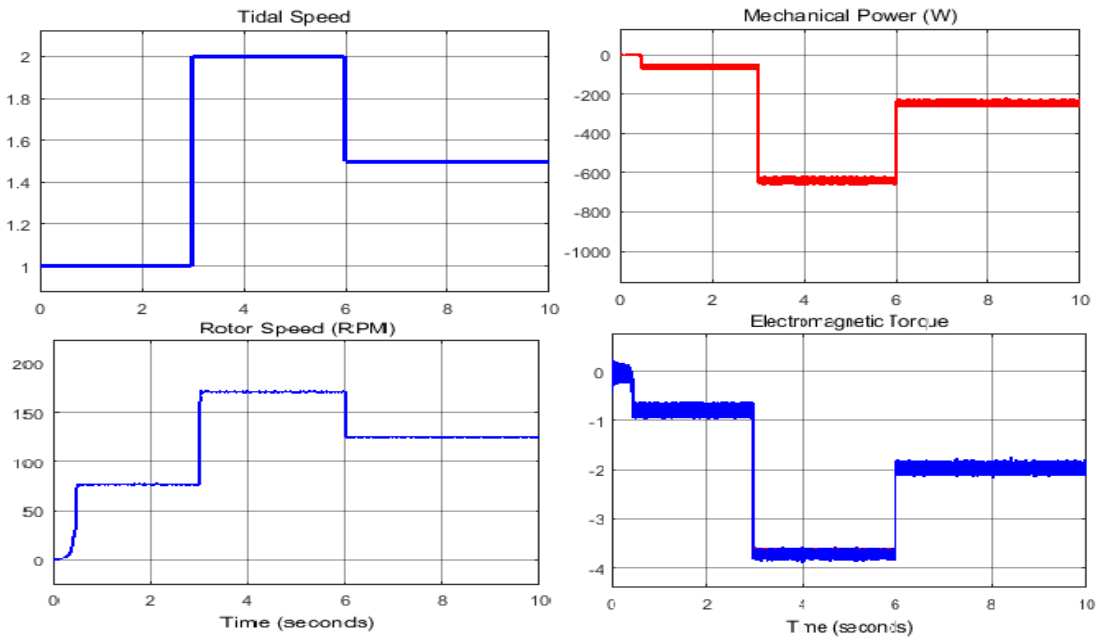 Tidal Speed
2
1.8
1.6
1.4
1.2
1
0 2 4 6 8 10
Mechanical Power (W)
0
-200
-400
-600
-800
-1000
0 2 4 6 8 10
Rotor Speed (RPM)
200
150
100
50
0
0 2 4 6 8 10
Time (seconds)
Electromagnetic Torque
0
-1
-2
-3
-4
0 2 4 6 8 10
Time (seconds)